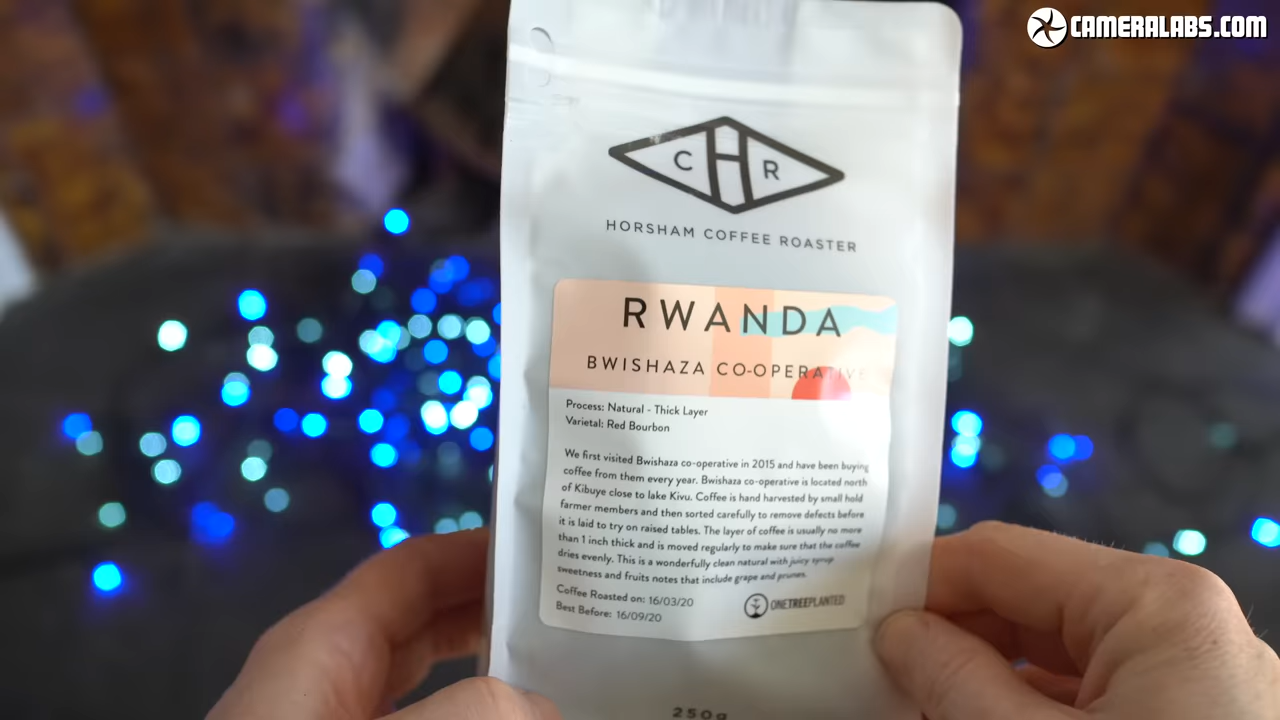 CAMERALABS.COM
C H R
HORSHAM COFFEE ROASTER
RWANDA
BWISHAZA CO-OPERATIVE
Process: Natural - Thick Layer
Varietal: Red Bourbon
We first visited Bwishaza co-operative in 2015 and have been buying
coffee from them every year. Bwishaza co-operative is located north
of Kibuye close to lake Kivu. Coffee is hand harvested by small hold
farmer members and then sorted carefully to remove defects before
it is laid to try on raised tables. The layer of coffee is usually no more
than 1 inch thick and is moved regularly to make sure that the coffee
dries evenly. This is a wonderfully clean natural with juicy syrup
sweetness and fruits notes that include grape and prunes.
Coffee Roasted on: 16/03/20
Best Before: 16/09/20
ONETREEPLANTED
250g